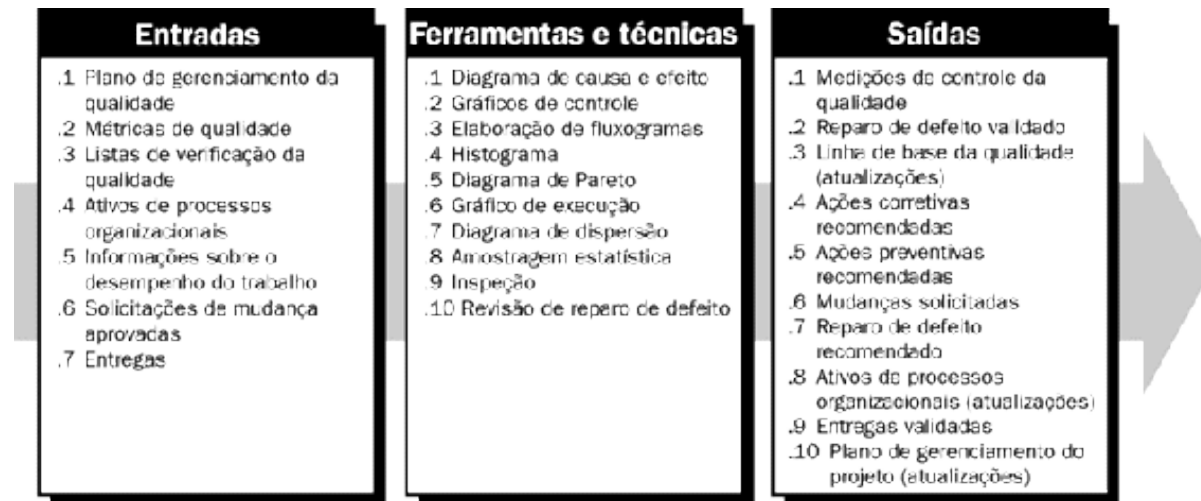 Entradas
.1 Plano de gerenciamento da
qualidade
.2 Métricas de qualidade
.3 Listas de verificação da
qualidade
.4 Ativos de processos
organizacionais
.5 Informações sobre o
desempenho do trabalho
.6 Solicitações de mudança
aprovadas
.7 Entregas
Ferramentas e técnicas
.1 Diagrama de causa e efeito
.2 Gráficos de controle
.3 Elaboração de fluxogramas
.4 Histograma
.5 Diagrama de Pareto
.6 Gráfico de execução
.7 Diagrama de dispersão
.8 Amostragem estatística
.9 Inspeção
.10 Revisão de reparo de defeito
Saídas
.1 Medições de controle da
qualidade
.2 Reparo de defeito validado
.3 Linha de base da qualidade
(atualizações)
.4 Ações corretivas
recomendadas
.5 Ações preventivas
recomendadas
.6 Mudanças solicitadas
.7 Reparo de defeito
recomendado
.8 Ativos de processos
organizacionais (atualizações)
.9 Entregas validadas
.10 Plano de gerenciamento do
projeto (atualizações)